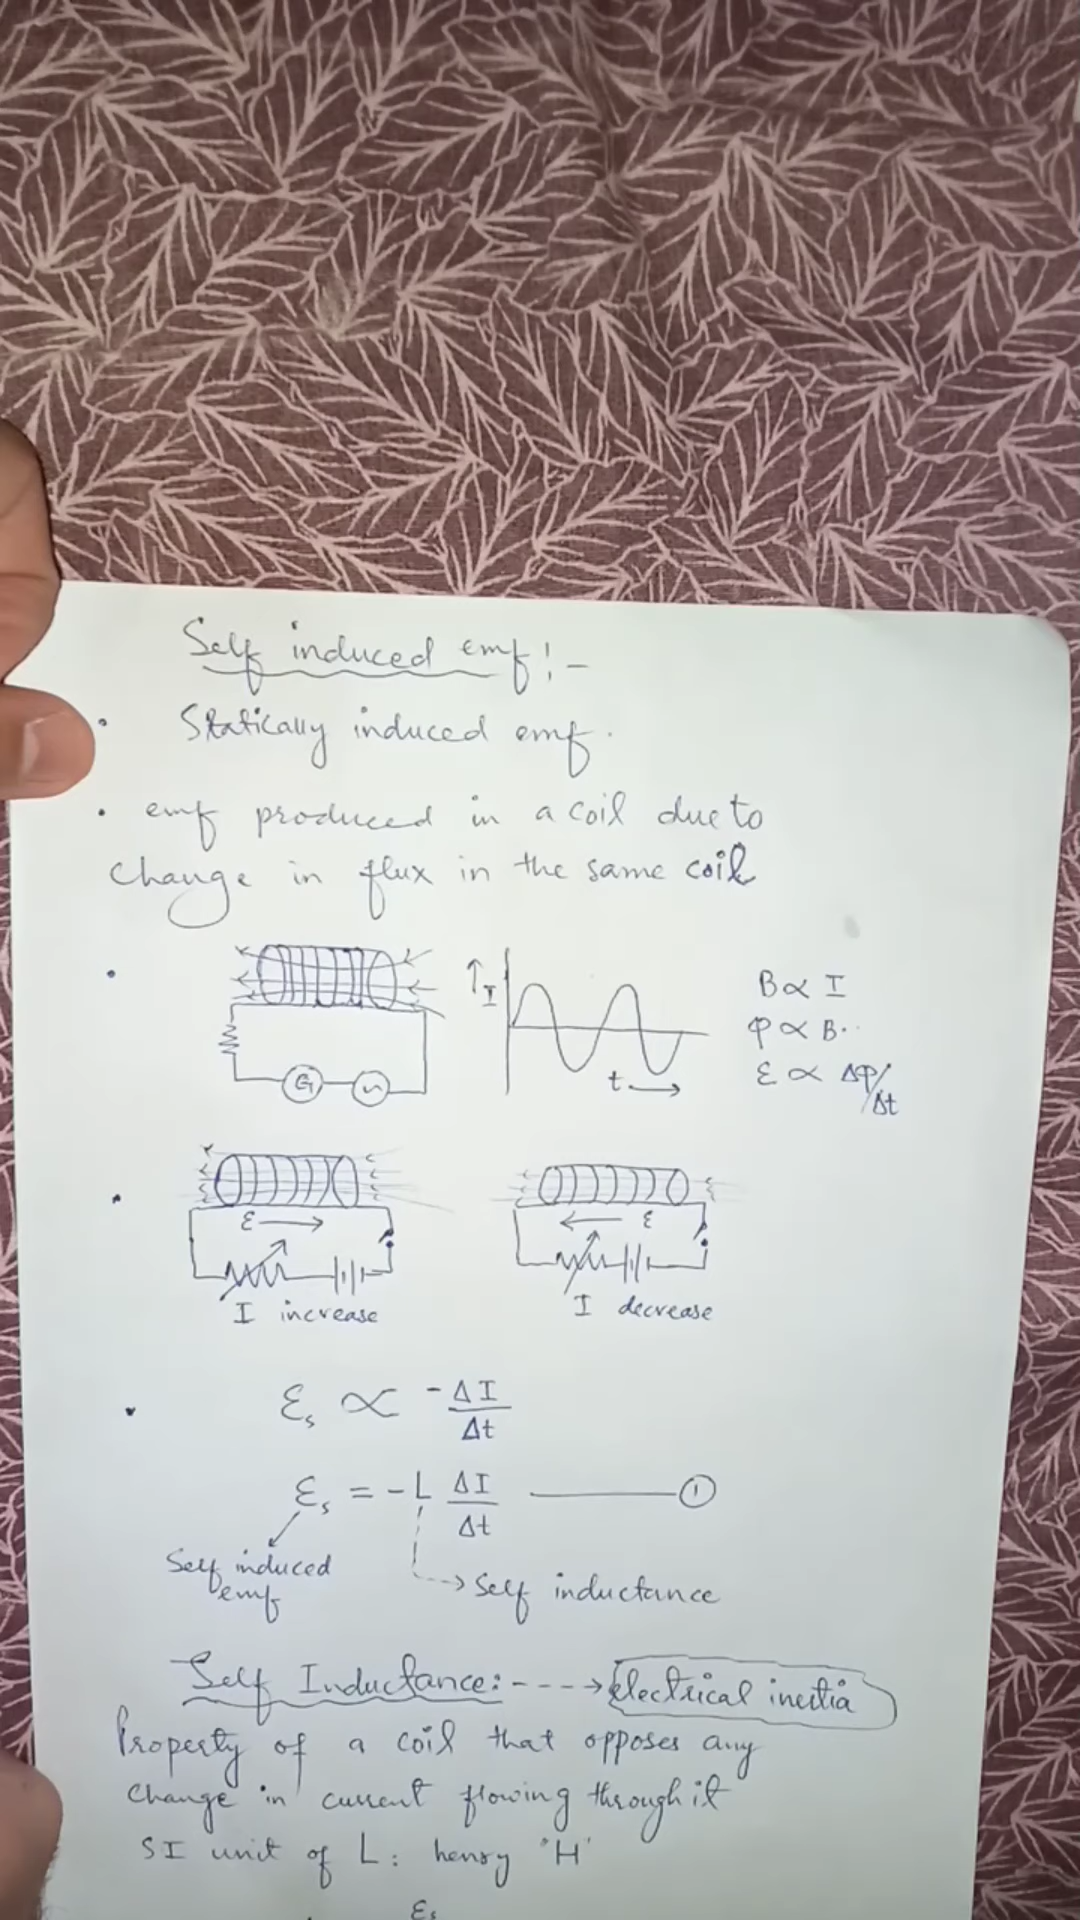 Self induced emf:-
• Statically induced emf.
• emf produced in a coil due to
change in flux in the same coil
↑I
t →
G
B ∝ I
φ ∝ B..
ε ∝ Δφ/Δt
ε →
I increase
← ε
I decrease
• εs ∝ -ΔI/Δt
εs = -L ΔI/Δt ——— ①
Self induced
emf
→ Self inductance
Self Inductance:- - - -→ electrical inertia
Property of a coil that opposes any
change in current flowing through it
SI unit of L: henry 'H'
εs